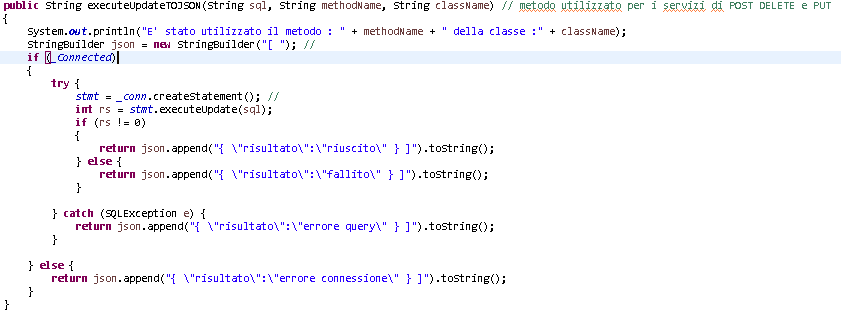 public String executeUpdateTOJSON(String sql, String methodName, String className) // metodo utilizzato per i servizi di POST DELETE e PUT
{
    System.out.println("E' stato utilizzato il metodo : " + methodName + " della classe :" + className);
    StringBuilder json = new StringBuilder("[ "); //
    if (_Connected)
    {
        try {
            stmt = _conn.createStatement(); //
            int rs = stmt.executeUpdate(sql);
            if (rs != 0)
            {
                return json.append("{ \"risultato\":\"riuscito\" } ]").toString();
            } else {
                return json.append("{ \"risultato\":\"fallito\" } ]").toString();
            }
        } catch (SQLException e) {
            return json.append("{ \"risultato\":\"errore query\" } ]").toString();
        }
    } else {
        return json.append("{ \"risultato\":\"errore connessione\" } ]").toString();
    }
}